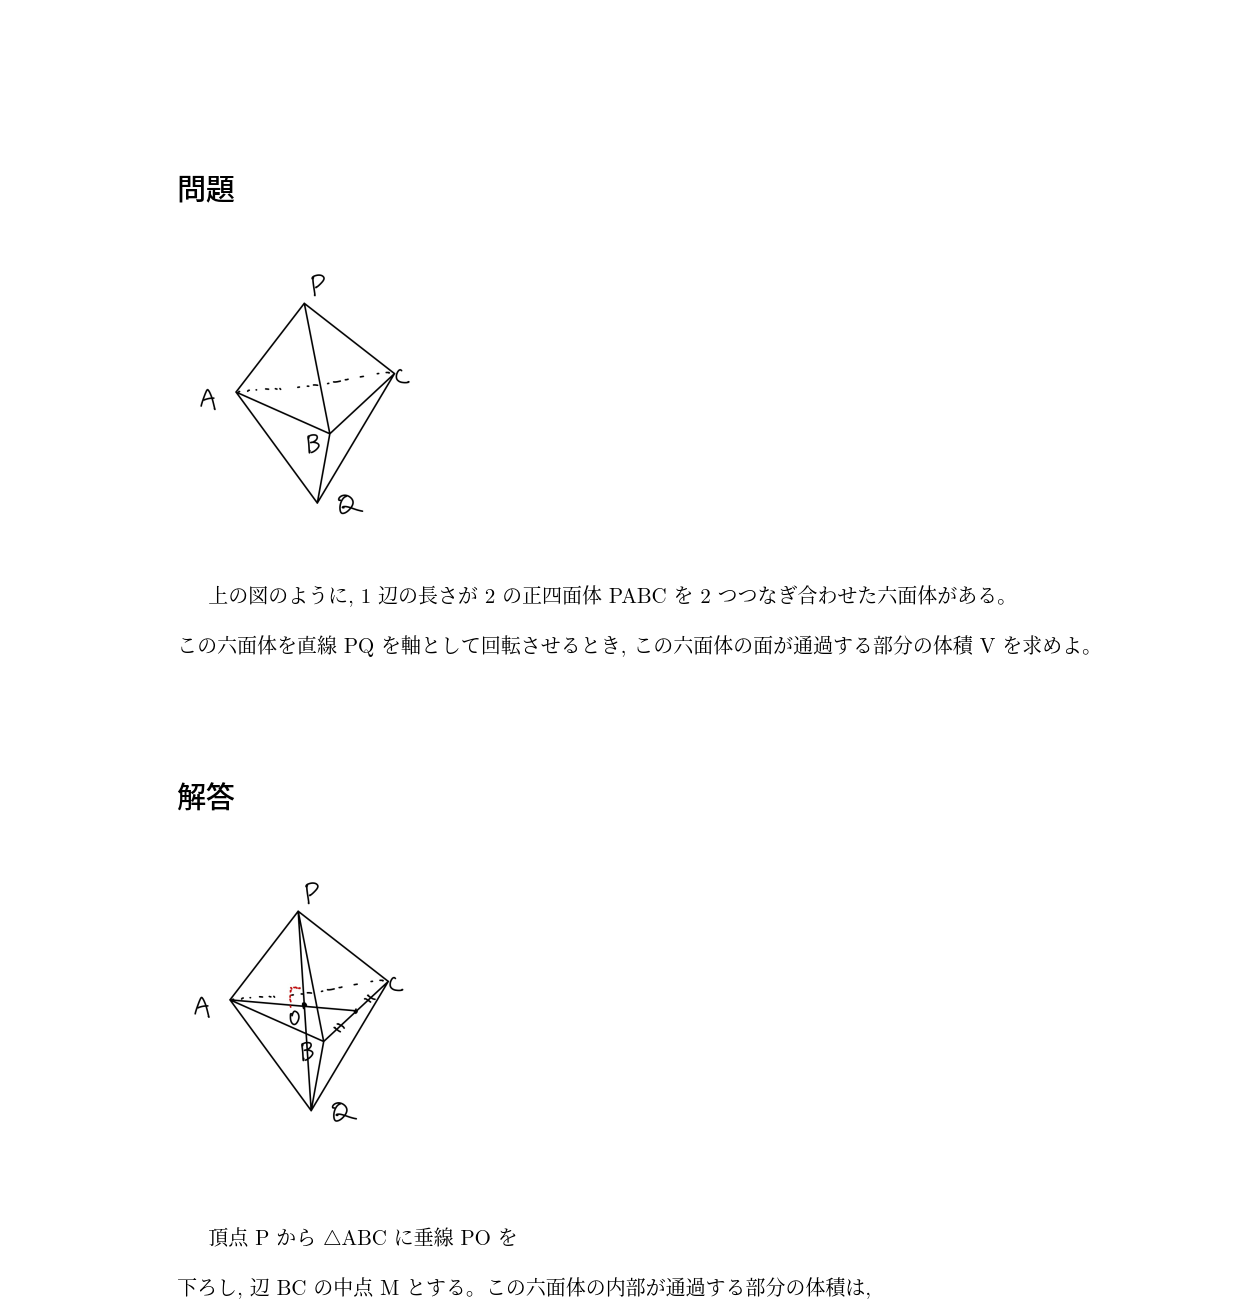 問題
P
A
C
B
Q
上の図のように, 1 辺の長さが 2 の正四面体 PABC を 2 つつなぎ合わせた六面体がある。
この六面体を直線 PQ を軸として回転させるとき, この六面体の面が通過する部分の体積 V を求めよ。
解答
P
A
C
O
B
Q
頂点 P から △ABC に垂線 PO を
下ろし, 辺 BC の中点 M とする。この六面体の内部が通過する部分の体積は,